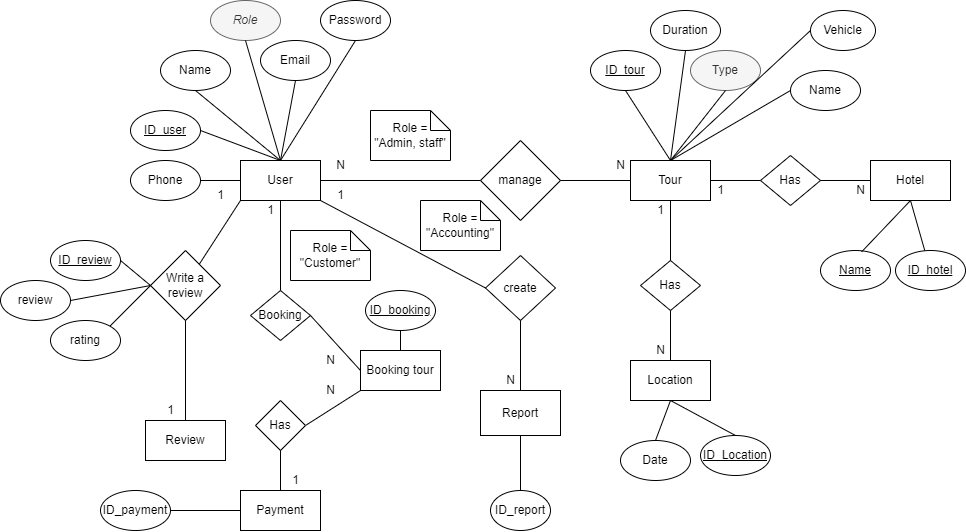 Role
Password
Name
Email
ID_user
Phone
User
Role =
"Admin, staff"
N
manage
N
Duration
Vehicle
ID_tour
Type
Name
Tour
1
Has
N
Hotel
Name
ID_hotel
1
1
1
Role =
"Customer"
Role =
"Accounting"
ID_review
review
rating
Write a
review
1
Review
Booking
N
ID_booking
Booking tour
N
Has
1
Payment
ID_payment
create
N
Report
ID_report
1
Has
N
Location
Date
ID_Location